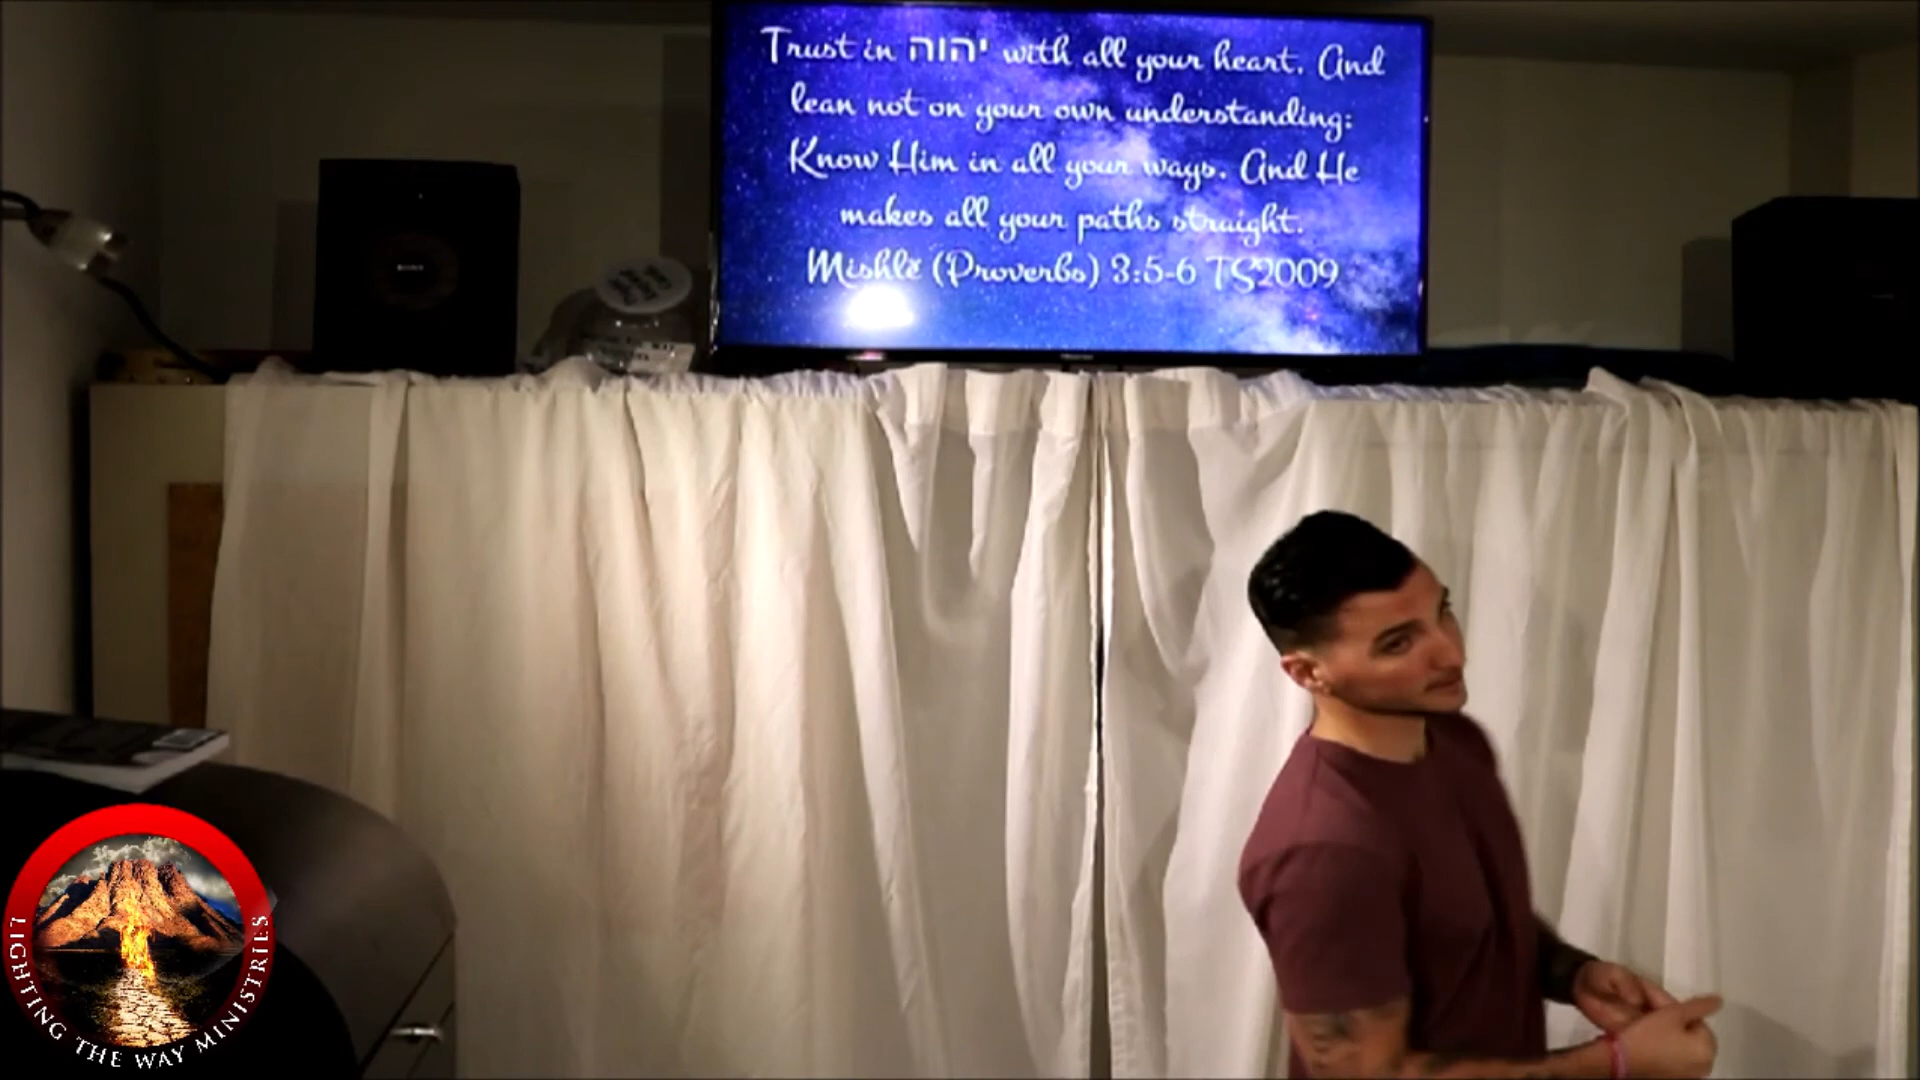 Trust in יהוה with all your heart, And
lean not on your own understanding;
Know Him in all your ways, And He
makes all your paths straight.
Mishlĕ (Proverbs) 3:5-6 TS2009
LIGHTING THE WAY MINISTRIES